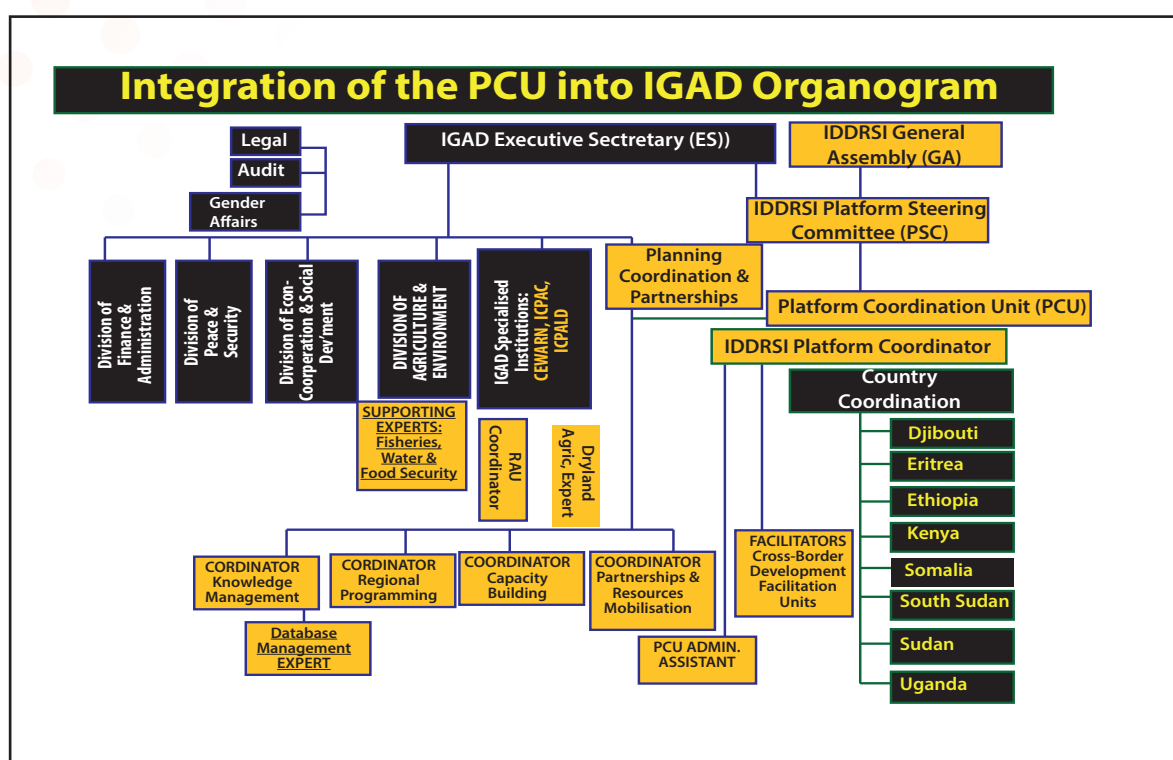 Integration of the PCU into IGAD Organogram
Legal
Audit
Gender
Affairs
IGAD Executive Sectretary (ES))
IDDRSI General
Assembly (GA)
IDDRSI Platform Steering
Committee (PSC)
Planning
Coordination &
Partnerships
Platform Coordination Unit (PCU)
IDDRSI Platform Coordinator
Division of
Finance &
Administration
Division of
Peace &
Security
Division of Econ-
Coorperation & Social
Dev'ment
DIVISION OF
AGRICULTURE &
ENVIRONMENT
IGAD Specialised
Institutions:
CEWARN, ICPAC,
ICPALD
SUPPORTING
EXPERTS:
Fisheries,
Water &
Food Security
RAU
Coordinator
Dryland
Agric, Expert
Country
Coordination
Djibouti
Eritrea
Ethiopia
Kenya
Somalia
South Sudan
Sudan
Uganda
CORDINATOR
Knowledge
Management
CORDINATOR
Regional
Programming
COORDINATOR
Capacity
Building
COORDINATOR
Partnerships &
Resources
Mobilisation
FACILITATORS
Cross-Border
Development
Facilitation
Units
Database
Management
EXPERT
PCU ADMIN.
ASSISTANT